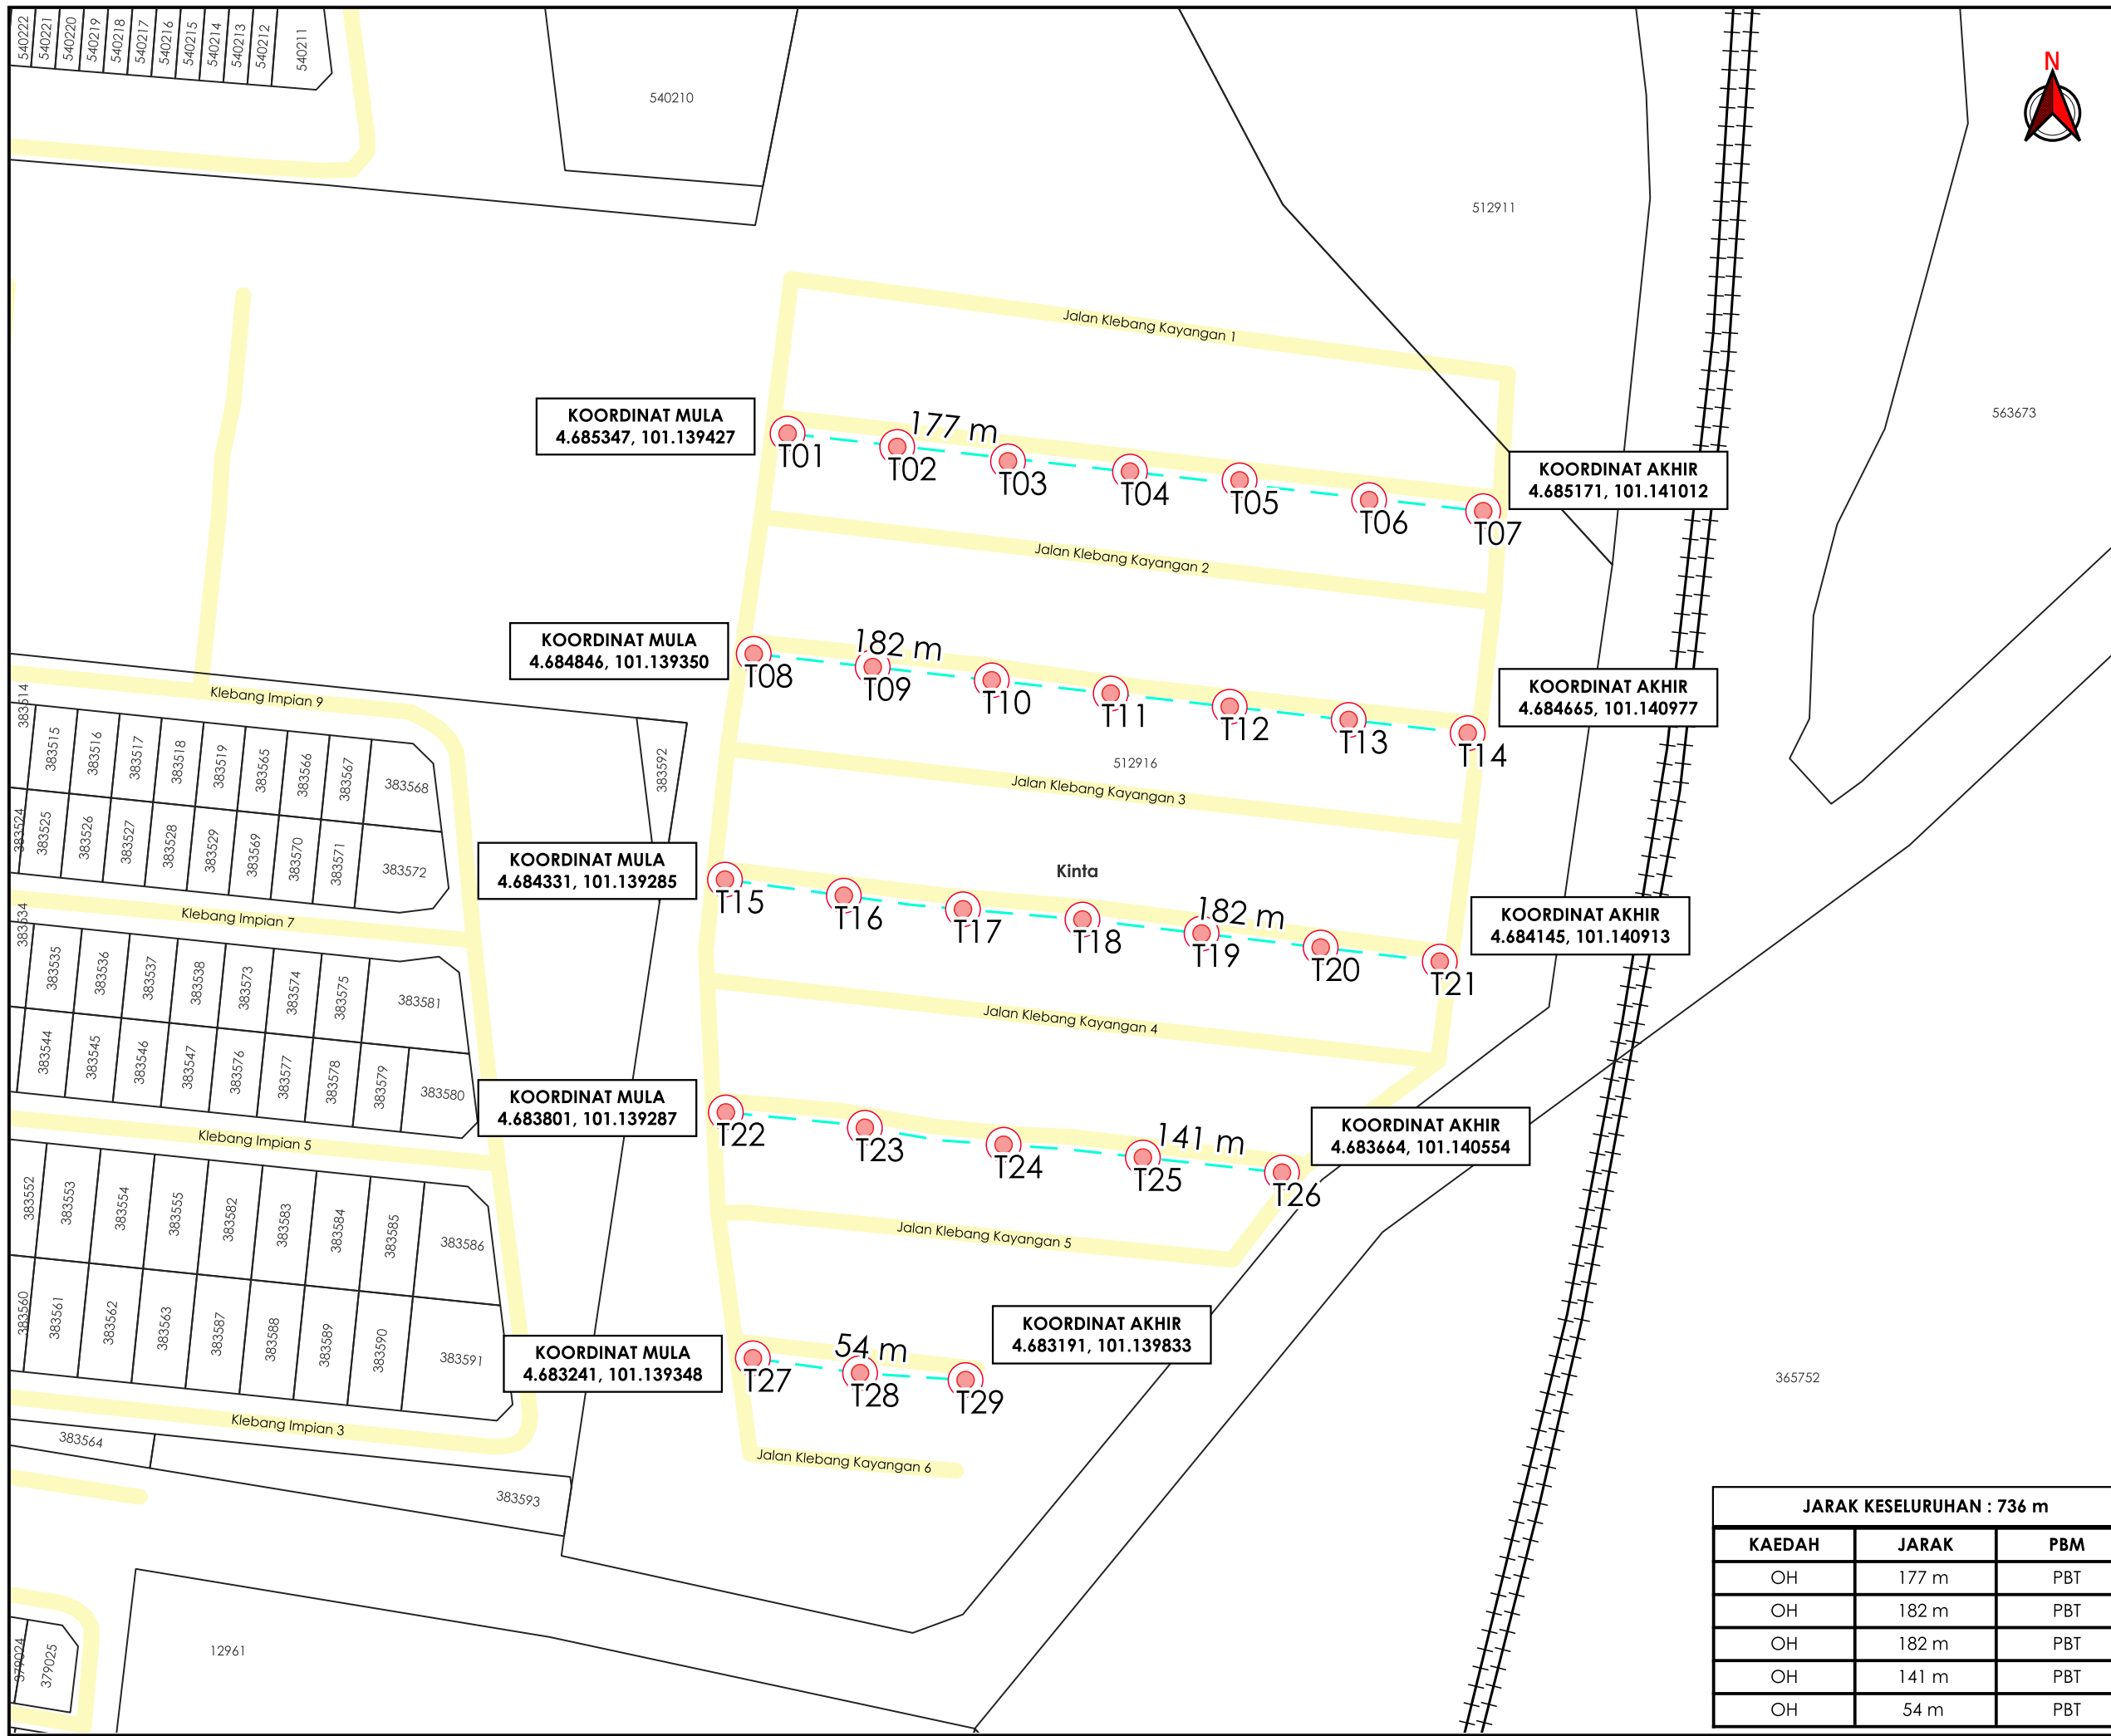 540222
540221
540220
540219
540218
540217
540216
540215
540214
540213
540212
540211
540210
512911
N
563673
Jalan Klebang Kayangan 1
KOORDINAT MULA
4.685347, 101.139427
177 m
T01
T02
T03
T04
T05
T06
T07
KOORDINAT AKHIR
4.685171, 101.141012
Jalan Klebang Kayangan 2
KOORDINAT MULA
4.684846, 101.139350
182 m
T08
T09
T10
T11
T12
T13
T14
KOORDINAT AKHIR
4.684665, 101.140977
512916
Jalan Klebang Kayangan 3
Klebang Impian 9
383514
383515
383516
383517
383518
383519
383565
383566
383567
383568
383592
383524
383525
383526
383527
383528
383529
383569
383570
383571
383572
Kinta
KOORDINAT MULA
4.684331, 101.139285
182 m
T15
T16
T17
T18
T19
T20
T21
KOORDINAT AKHIR
4.684145, 101.140913
Klebang Impian 7
383534
383535
383536
383537
383538
383573
383574
383575
383581
Jalan Klebang Kayangan 4
383544
383545
383546
383547
383576
383577
383578
383579
383580
KOORDINAT MULA
4.683801, 101.139287
141 m
T22
T23
T24
T25
T26
KOORDINAT AKHIR
4.683664, 101.140554
Klebang Impian 5
383552
383553
383554
383555
383582
383583
383584
383585
383586
Jalan Klebang Kayangan 5
383560
383561
383562
383563
383587
383588
383589
383590
383591
KOORDINAT MULA
4.683241, 101.139348
54 m
T27
T28
T29
KOORDINAT AKHIR
4.683191, 101.139833
365752
Klebang Impian 3
383564
Jalan Klebang Kayangan 6
383593
12961
379024
379025
JARAK KESELURUHAN : 736 m
KAEDAH JARAK PBM
OH 177 m PBT
OH 182 m PBT
OH 182 m PBT
OH 141 m PBT
OH 54 m PBT